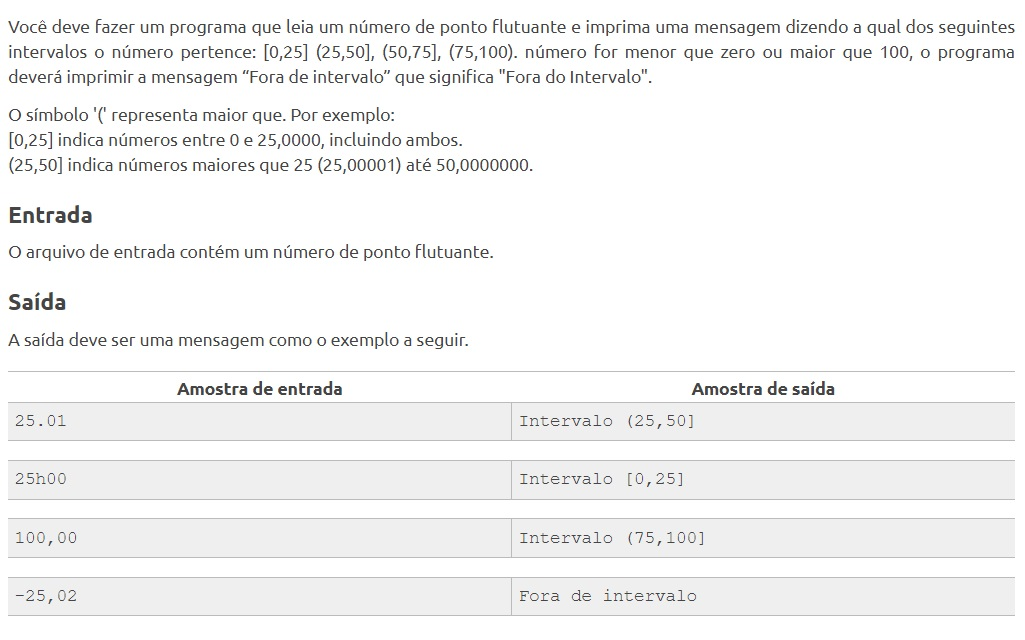 Você deve fazer um programa que leia um número de ponto flutuante e imprima uma mensagem dizendo a qual dos seguintes
intervalos o número pertence: [0,25] (25,50], (50,75], (75,100). número for menor que zero ou maior que 100, o programa
deverá imprimir a mensagem “Fora de intervalo” que significa "Fora do Intervalo".
O símbolo '(' representa maior que. Por exemplo:
[0,25] indica números entre 0 e 25,0000, incluindo ambos.
(25,50] indica números maiores que 25 (25,00001) até 50,0000000.
Entrada
O arquivo de entrada contém um número de ponto flutuante.
Saída
A saída deve ser uma mensagem como o exemplo a seguir.
Amostra de entrada Amostra de saída
25.01 Intervalo (25,50]
25h00 Intervalo [0,25]
100,00 Intervalo (75,100]
-25,02 Fora de intervalo